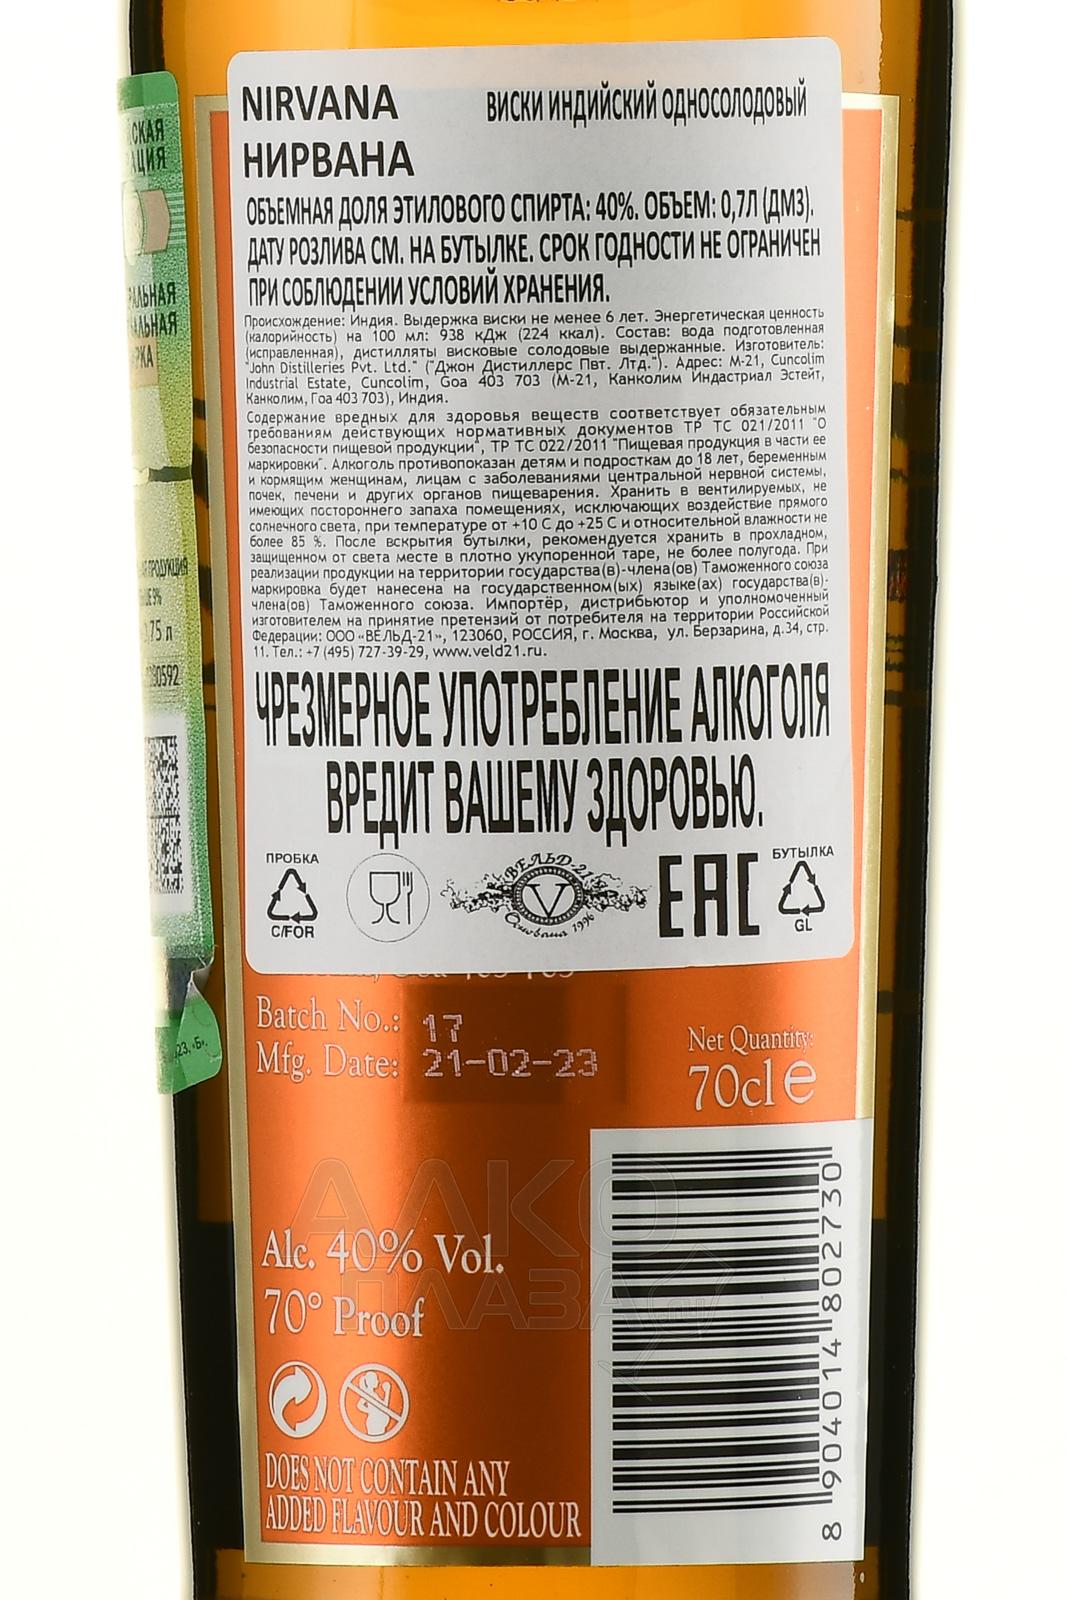 NIRVANA
ВИСКИ ИНДИЙСКИЙ ОДНОСОЛОДОВЫЙ
НИРВАНА
ОБЪЕМНАЯ ДОЛЯ ЭТИЛОВОГО СПИРТА: 40%. ОБЪЕМ: 0,7Л (ДМ3).
ДАТУ РОЗЛИВА СМ. НА БУТЫЛКЕ. СРОК ГОДНОСТИ НЕ ОГРАНИЧЕН
ПРИ СОБЛЮДЕНИИ УСЛОВИЙ ХРАНЕНИЯ.
Происхождение: Индия. Выдержка виски не менее 6 лет. Энергетическая ценность
(калорийность) на 100 мл: 938 кДж (224 ккал). Состав: вода подготовленная
(исправленная), дистилляты висковые солодовые выдержанные. Изготовитель:
"John Distilleries Pvt. Ltd." ("Джон Дистиллерс Пвт. Лтд."). Адрес: M-21, Cuncolim
Industrial Estate, Cuncolim, Goa 403 703 (М-21, Канколим Индастриал Эстейт,
Канколим, Гоа 403 703), Индия.
Содержание вредных для здоровья веществ соответствует обязательным
требованиям действующих нормативных документов ТР ТС 021/2011 "О
безопасности пищевой продукции", ТР ТС 022/2011 "Пищевая продукция в части ее
маркировки". Алкоголь противопоказан детям и подросткам до 18 лет, беременным
и кормящим женщинам, лицам с заболеваниями центральной нервной системы,
почек, печени и других органов пищеварения. Хранить в вентилируемых, не
имеющих постороннего запаха помещениях, исключающих воздействие прямого
солнечного света, при температуре от +10 С до +25 С и относительной влажности не
более 85 %. После вскрытия бутылки, рекомендуется хранить в прохладном,
защищенном от света месте в плотно укупоренной таре, не более полугода. При
реализации продукции на территории государства(в)-члена(ов) Таможенного союза
маркировка будет нанесена на государственном(ых) языке(ах) государства(в)-
члена(ов) Таможенного союза. Импортёр, дистрибьютор и уполномоченный
изготовителем на принятие претензий от потребителя на территории Российской
Федерации: ООО «ВЕЛЬД-21», 123060, РОССИЯ, г. Москва, ул. Берзарина, д.34, стр.
11. Тел.: +7 (495) 727-39-29, www.veld21.ru.
ЧРЕЗМЕРНОЕ УПОТРЕБЛЕНИЕ АЛКОГОЛЯ
ВРЕДИТ ВАШЕМУ ЗДОРОВЬЮ.
ПРОБКА
C/FOR
ВЕЛЬД-21
V
Основана 1996
EAC
БУТЫЛКА
GL
Batch No.: 17
Mfg. Date: 21-02-23
Net Quantity:
70cl e
Alc. 40% Vol.
70° Proof
DOES NOT CONTAIN ANY
ADDED FLAVOUR AND COLOUR
8 904014 802730
АЛКО
ПЛАЗА
.ru